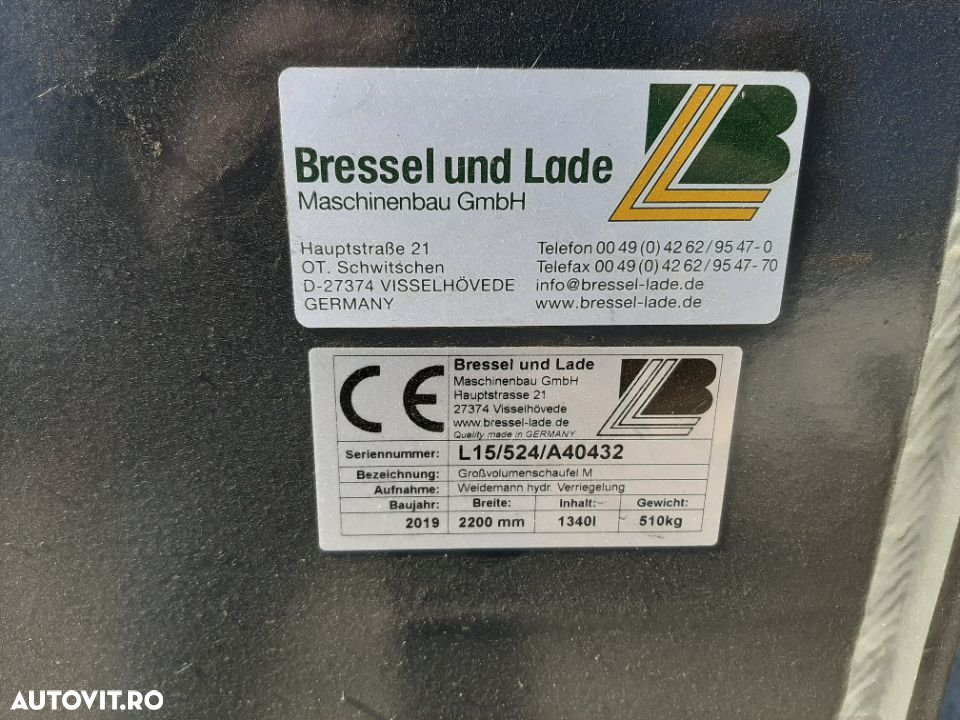 Bressel und Lade
Maschinenbau GmbH
Hauptstraße 21
OT. Schwitschen
D-27374 VISSELHÖVEDE
GERMANY
Telefon 00 49 (0) 42 62 / 95 47-0
Telefax 00 49 (0) 42 62 / 95 47-70
info@bressel-lade.de
www.bressel-lade.de
LB
CE
Bressel und Lade
Maschinenbau GmbH
Hauptstrasse 21
27374 Visselhövede
www.bressel-lade.de
Quality made in GERMANY
LB
Seriennummer: L15/524/A40432
Bezeichnung: Großvolumenschaufel M
Aufnahme: Weidemann hydr. Verriegelung
Baujahr: Breite: Inhalt: Gewicht:
2019 2200 mm 1340l 510kg
AUTOVIT.RO